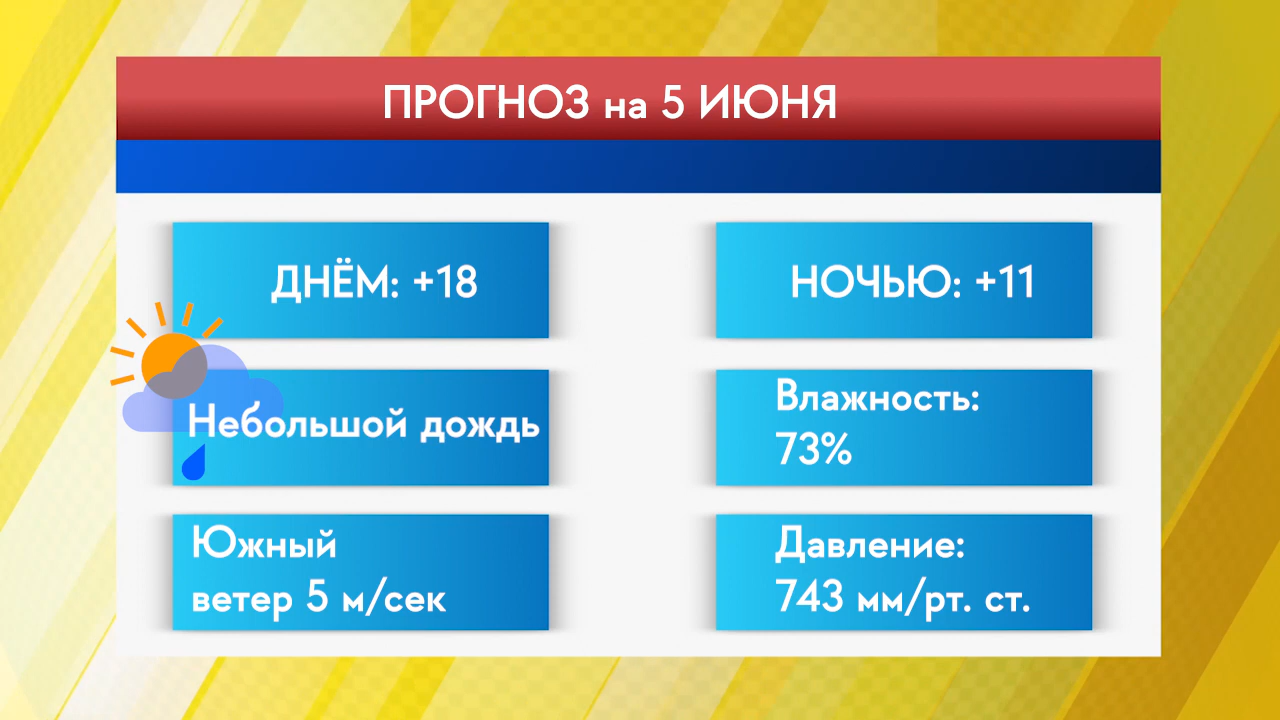 ПРОГНОЗ на 5 ИЮНЯ
ДНЁМ: +18
НОЧЬЮ: +11
Небольшой дождь
Влажность:
73%
Южный
ветер 5 м/сек
Давление:
743 мм/рт. ст.